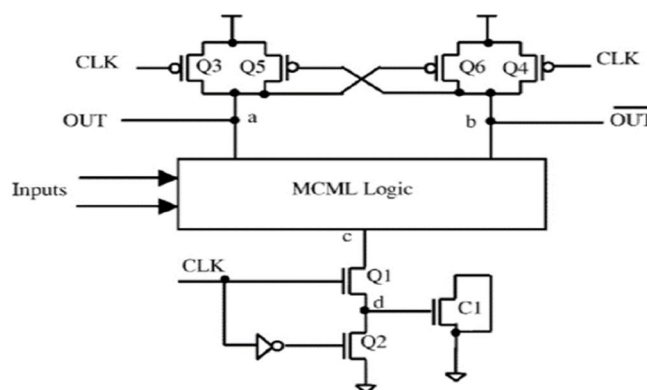 CLK Q3 Q5 Q6 Q4 CLK
OUT a b OUT
Inputs MCML Logic
c
CLK Q1
d C1
Q2